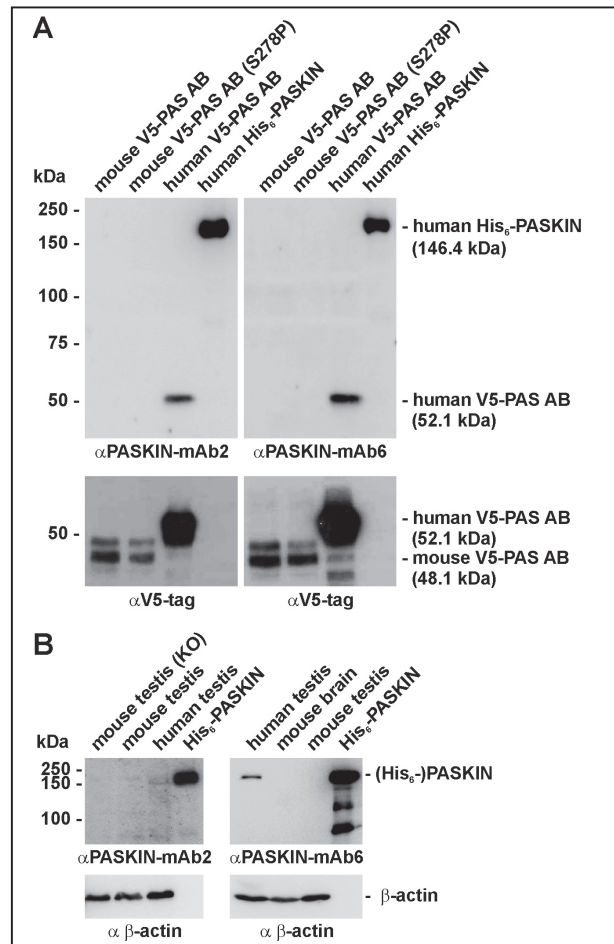 A
mouse V5-PAS AB
mouse V5-PAS AB (S278P)
human V5-PAS AB
human His6-PASKIN
mouse V5-PAS AB
mouse V5-PAS AB (S278P)
human V5-PAS AB
human His6-PASKIN
kDa
250 -
150 -
100 -
75 -
50 -
- human His6-PASKIN
(146.4 kDa)
- human V5-PAS AB
(52.1 kDa)
αPASKIN-mAb2
αPASKIN-mAb6
50 -
- human V5-PAS AB
(52.1 kDa)
- mouse V5-PAS AB
(48.1 kDa)
αV5-tag
αV5-tag
B
mouse testis (KO)
mouse testis
human testis
His6-PASKIN
human testis
mouse brain
mouse testis
His6-PASKIN
kDa
250 -
150 -
100 -
- (His6-)PASKIN
αPASKIN-mAb2
αPASKIN-mAb6
- β-actin
α β-actin
α β-actin